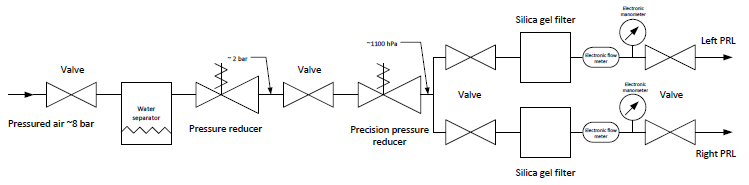 Silica gel filter
Electronic
manometer
Left PRL
~1100 hPa
~ 2 bar
Electronic flow
meter
Valve
Valve
Water
separator
Pressured air ~8 bar
Pressure reducer
Precision pressure
reducer
Valve
Electronic
manometer
Valve
Electronic flow
meter
Right PRL
Silica gel filter